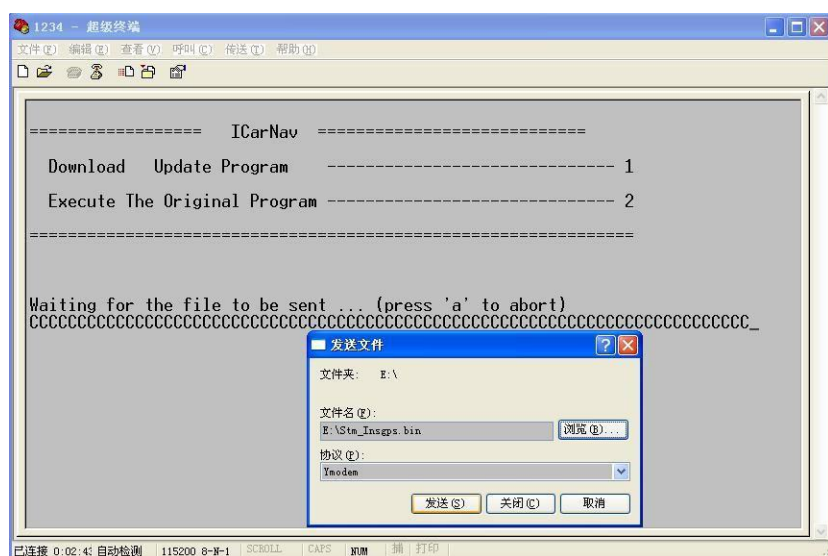 1234 - 超级终端
文件(F) 编辑(E) 查看(V) 呼叫(C) 传送(T) 帮助(H)
================== ICarNav ============================
Download Update Program ------------------------------ 1
Execute The Original Program ------------------------------ 2
===============================================================
Waiting for the file to be sent ... (press 'a' to abort)
CCCCCCCCCCCCCCCCCCCCCCCCCCCCCCCCCCCCCCCCCCCCCCCCCCCCCCCCCCCCCCCCCCCCCCCCCCC_
发送文件
文件夹: E:\
文件名(F):
E:\Stm_Insgps.bin
浏览(B)...
协议(P):
Ymodem
发送(S) 关闭(C) 取消
已连接 0:02:4 自动检测 115200 8-N-1 SCROLL CAPS NUM 捕 打印